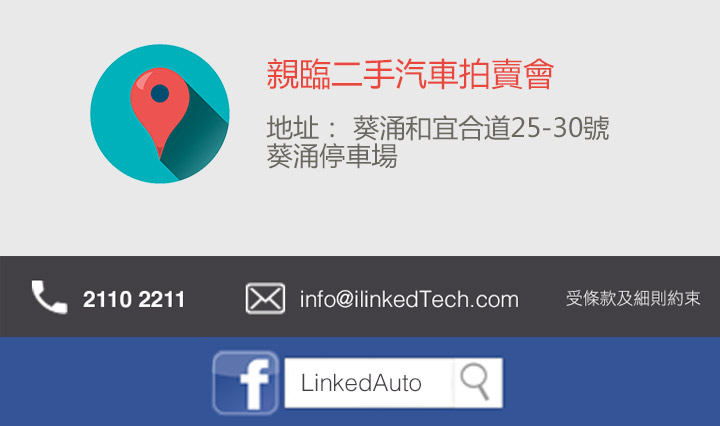 親臨二手汽車拍賣會
地址： 葵涌和宜合道25-30號
葵涌停車場
2110 2211
info@ilinkedTech.com
受條款及細則約束
LinkedAuto